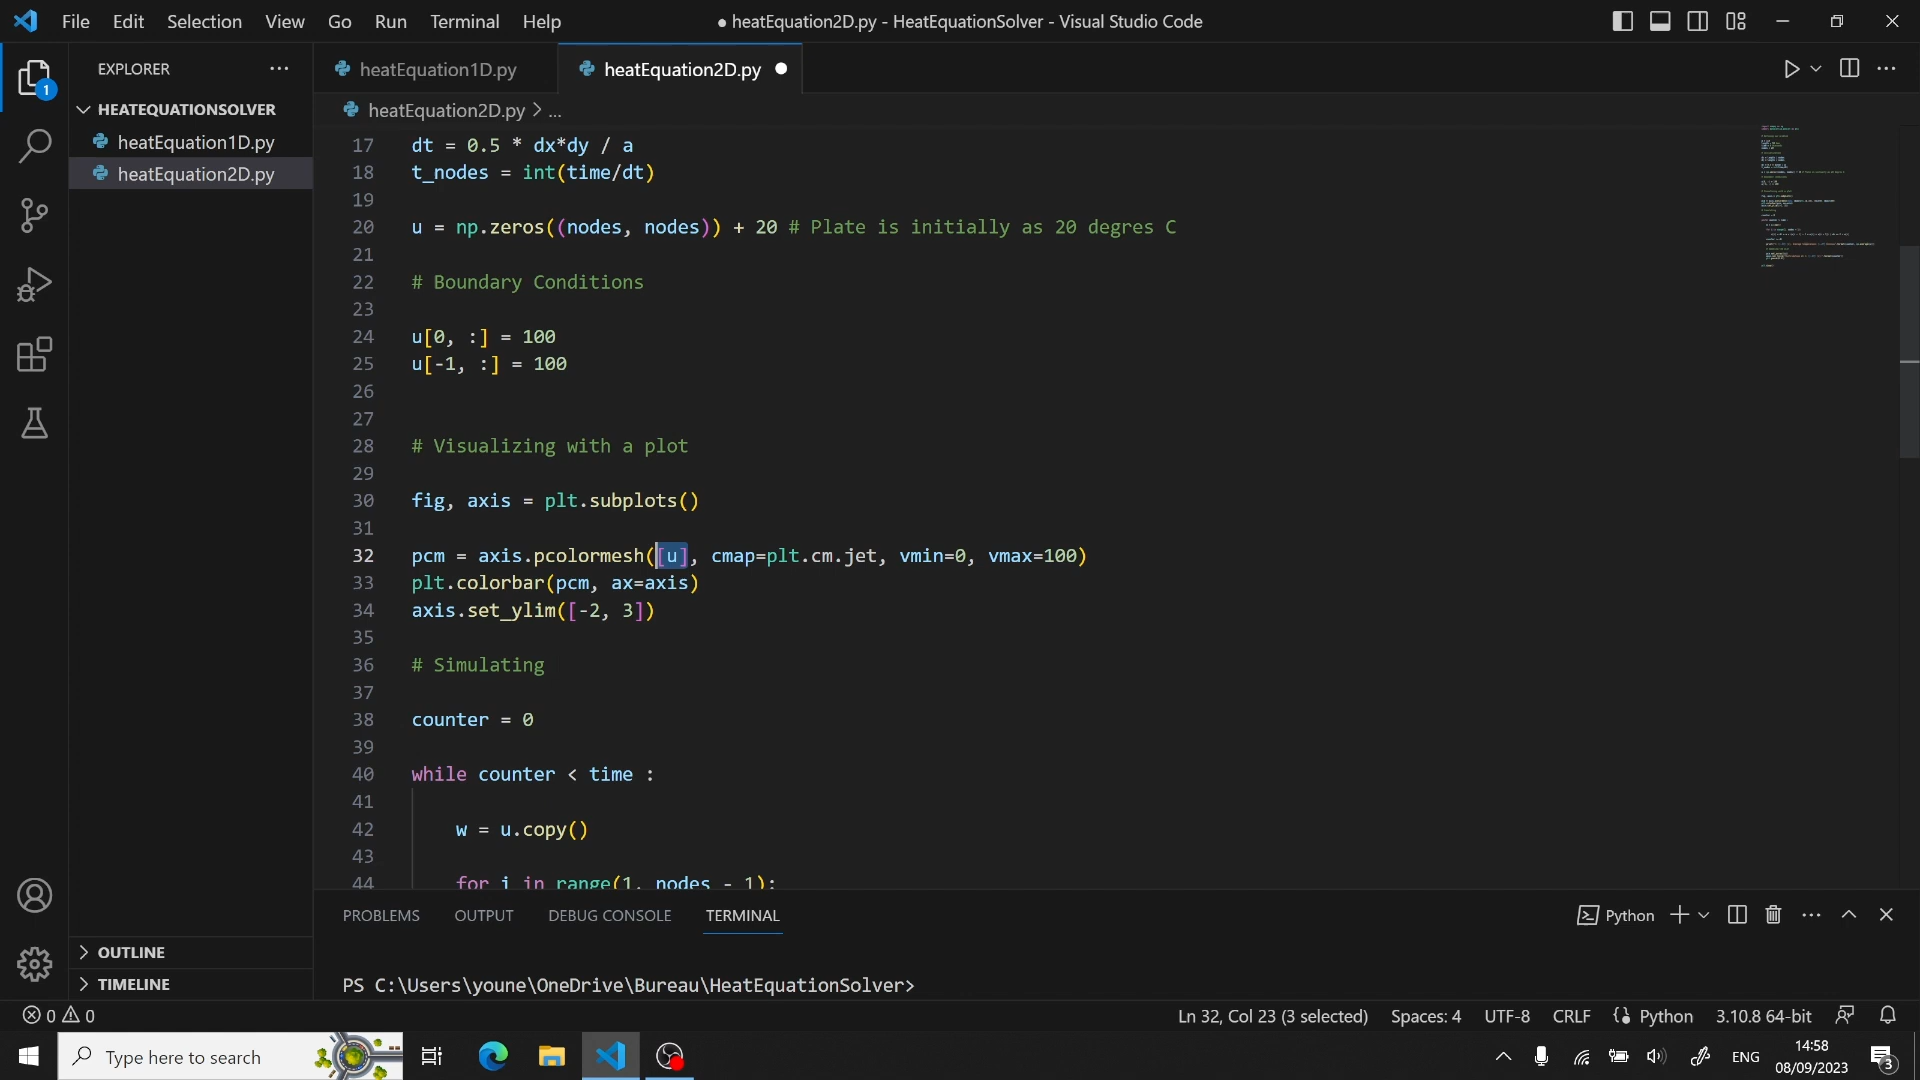 File Edit Selection View Go Run Terminal Help
● heatEquation2D.py - HeatEquationSolver - Visual Studio Code
EXPLORER
heatEquation1D.py
heatEquation2D.py
1
HEATEQUATIONSOLVER
heatEquation1D.py
heatEquation2D.py
heatEquation2D.py > ...
17 dt = 0.5 * dx*dy / a
18 t_nodes = int(time/dt)
19
20 u = np.zeros((nodes, nodes)) + 20 # Plate is initially as 20 degres C
21
22 # Boundary Conditions
23
24 u[0, :] = 100
25 u[-1, :] = 100
26
27
28 # Visualizing with a plot
29
30 fig, axis = plt.subplots()
31
32 pcm = axis.pcolormesh([u], cmap=plt.cm.jet, vmin=0, vmax=100)
33 plt.colorbar(pcm, ax=axis)
34 axis.set_ylim([-2, 3])
35
36 # Simulating
37
38 counter = 0
39
40 while counter < time :
41
42 w = u.copy()
43
44 for i in range(1, nodes - 1):
OUTLINE
TIMELINE
PROBLEMS OUTPUT DEBUG CONSOLE TERMINAL
Python
PS C:\Users\youne\OneDrive\Bureau\HeatEquationSolver>
0 0
Ln 32, Col 23 (3 selected) Spaces: 4 UTF-8 CRLF Python 3.10.8 64-bit
Type here to search
ENG
14:58
08/09/2023
3